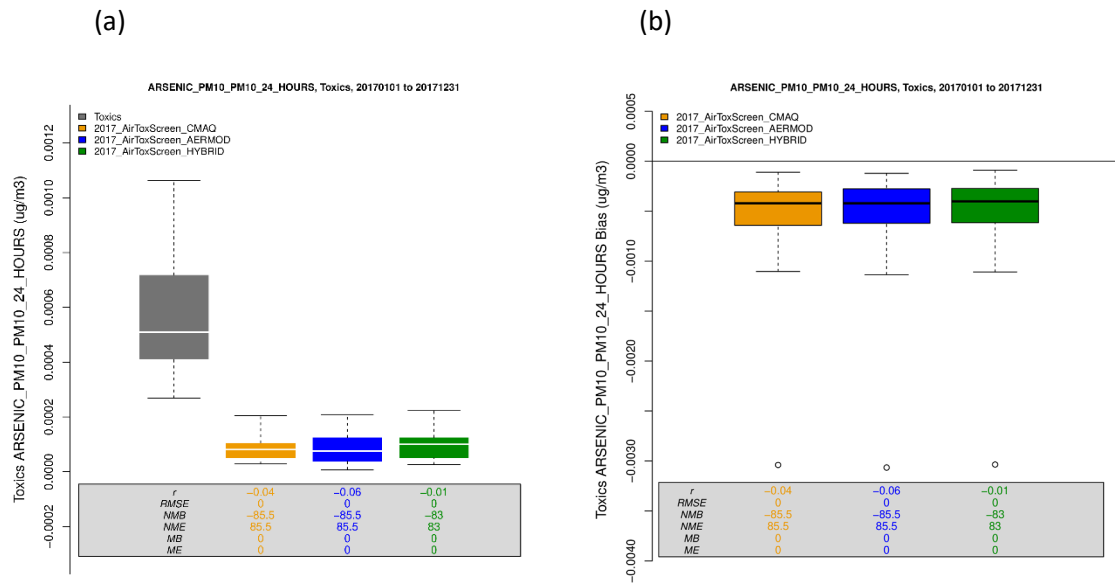 (a)
ARSENIC_PM10_PM10_24_HOURS, Toxics, 20170101 to 20171231
Toxics ARSENIC_PM10_PM10_24_HOURS (ug/m3)
0.0012
0.0010
0.0008
0.0006
0.0004
0.0002
0.0000
−0.0002
Toxics
2017_AirToxScreen_CMAQ
2017_AirToxScreen_AERMOD
2017_AirToxScreen_HYBRID
r −0.04 −0.06 −0.01
RMSE 0 0 0
NMB −85.5 −85.5 −83
NME 85.5 85.5 83
MB 0 0 0
ME 0 0 0
(b)
ARSENIC_PM10_PM10_24_HOURS, Toxics, 20170101 to 20171231
Toxics ARSENIC_PM10_PM10_24_HOURS Bias (ug/m3)
0.0005
0.0000
−0.0010
−0.0020
−0.0030
−0.0040
2017_AirToxScreen_CMAQ
2017_AirToxScreen_AERMOD
2017_AirToxScreen_HYBRID
r −0.04 −0.06 −0.01
RMSE 0 0 0
NMB −85.5 −85.5 −83
NME 85.5 85.5 83
MB 0 0 0
ME 0 0 0